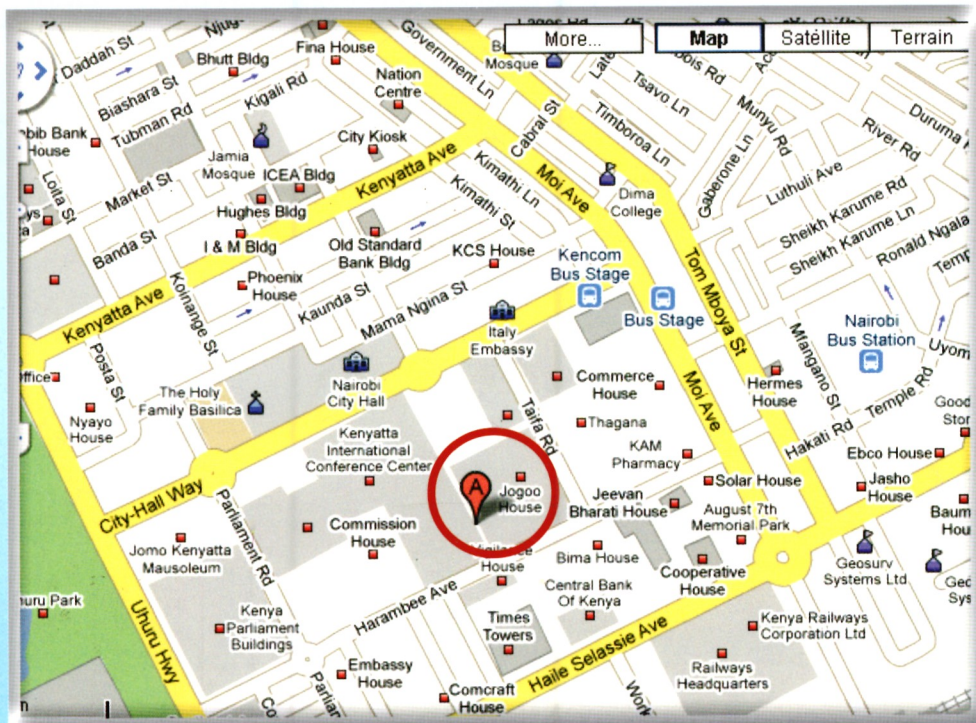 More...
Map
Satéllite
Terrain
Daddah St
Bhutt Bldg
Fina House
Government Ln
Mosque
Tsavo Ln
Munyu Rd
Duruma
Biashara St
Kigali Rd
Nation
Centre
Cabral St
Timboroa Ln
River Rd
Tubman Rd
House
Loita St
Jamia
Mosque
ICEA Bldg
City Kiosk
Kenyatta Ave
Moi Ave
Kimathi Ln
Kimathi St
Dima
College
Gaberone Ln
Luthuli Ave
Sheikh Karume Rd
Sheikh Karume Ln
Ronald Ngala
Market St
Hughes Bldg
Banda St
I & M Bldg
Old Standard
Bank Bldg
KCS House
Kencom
Bus Stage
Bus Stage
Tom Mboya St
Phoenix
House
Kaunda St
Mama Ngina St
Koinange St
Kenyatta Ave
Posta St
Italy
Embassy
Nairobi
Bus Station
Mfangano St
Uyom
Temple Rd
Nyayo
House
The Holy
Family Basilica
Nairobi
City Hall
Commerce
House
Moi Ave
Hermes
House
Kenyatta
International
Conference Center
Taifa Rd
Thagana
KAM
Pharmacy
Hakati Rd
Ebco House
Jasho
House
City-Hall Way
Parliament Rd
A
Jogoo
House
Jeevan
Bharati House
Solar House
August 7th
Memorial Park
Commission
House
Jomo Kenyatta
Mausoleum
Vigilance
House
Bima House
Cooperative
House
Geosurv
Systems Ltd
Uhuru Hwy
Kenya
Parliament
Buildings
Harambee Ave
Central Bank
Of Kenya
Times
Towers
Haile Selassie Ave
Kenya Railways
Corporation Ltd
Railways
Headquarters
Embassy
House
Comcraft
House